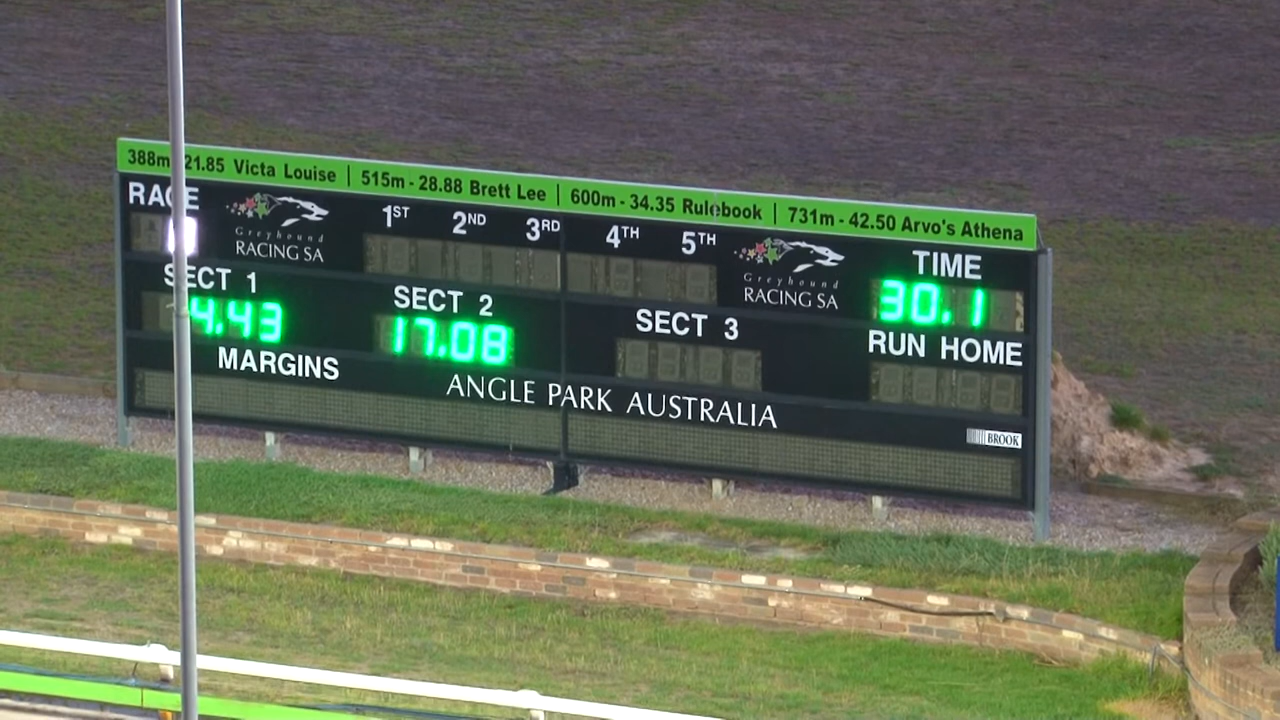 388m - 21.85 Victa Louise | 515m - 28.88 Brett Lee | 600m - 34.35 Rulebook | 731m - 42.50 Arvo's Athena
RACE
Greyhound
RACING SA
1ST 2ND 3RD 4TH 5TH
Greyhound
RACING SA
TIME
30.1
SECT 1
4.43
SECT 2
17.08
SECT 3
RUN HOME
MARGINS
ANGLE PARK AUSTRALIA
BROOK